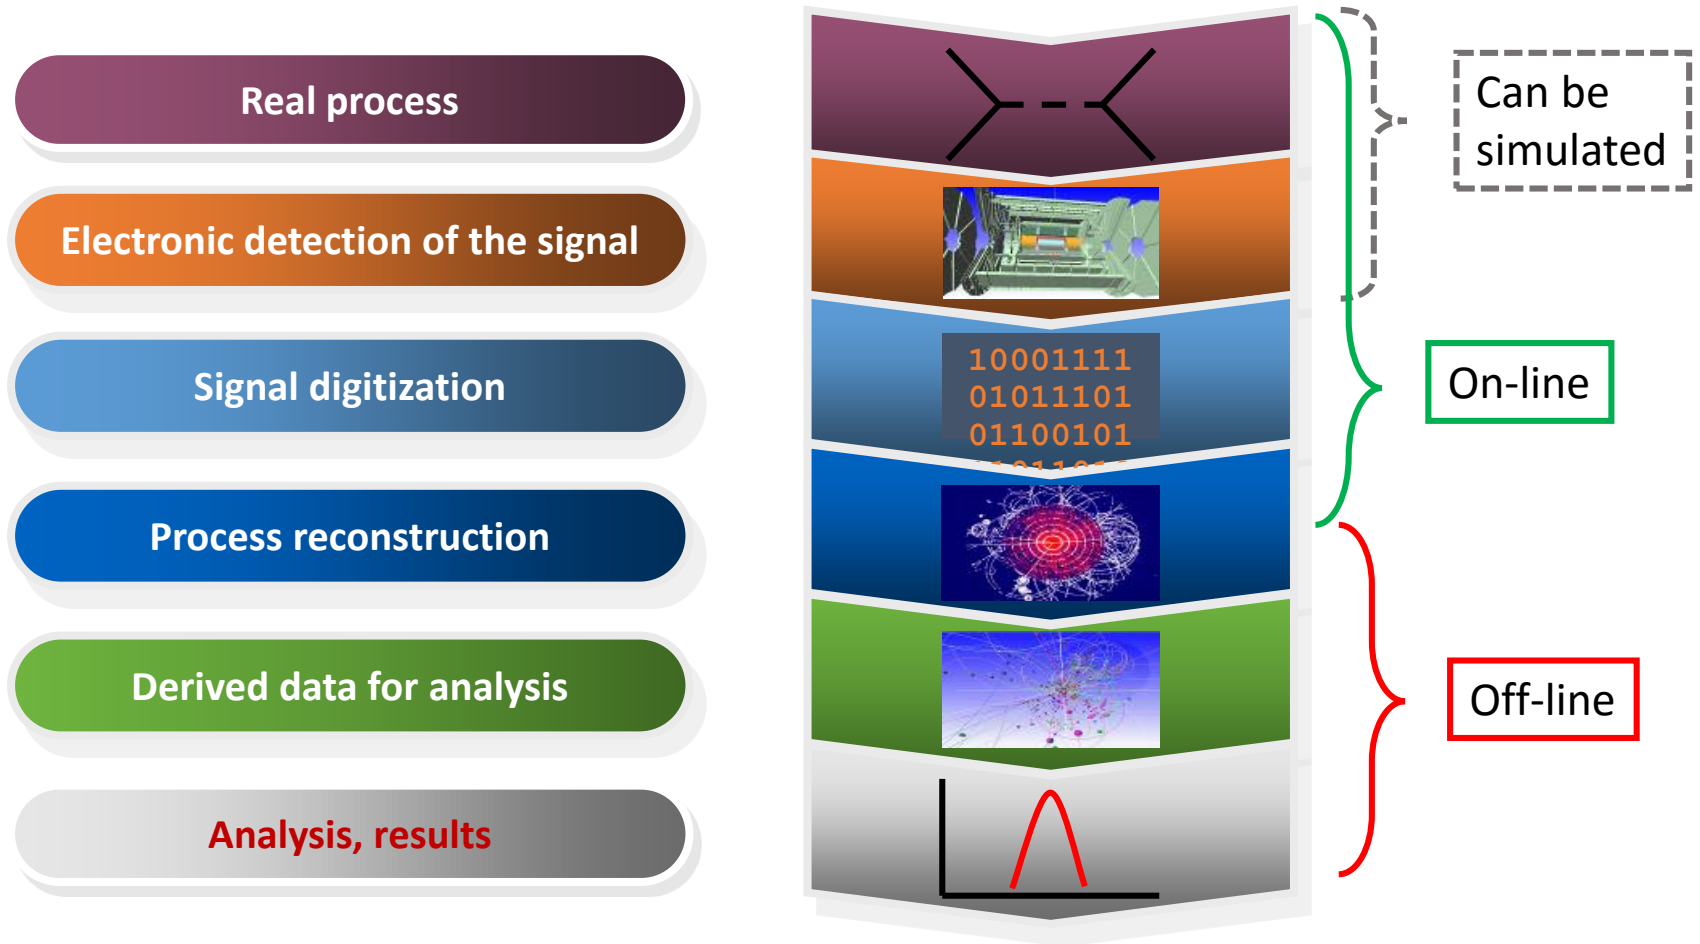 Real process
Can be
simulated
Electronic detection of the signal
Signal digitization
10001111
01011101
01100101
On-line
Process reconstruction
Derived data for analysis
Off-line
Analysis, results